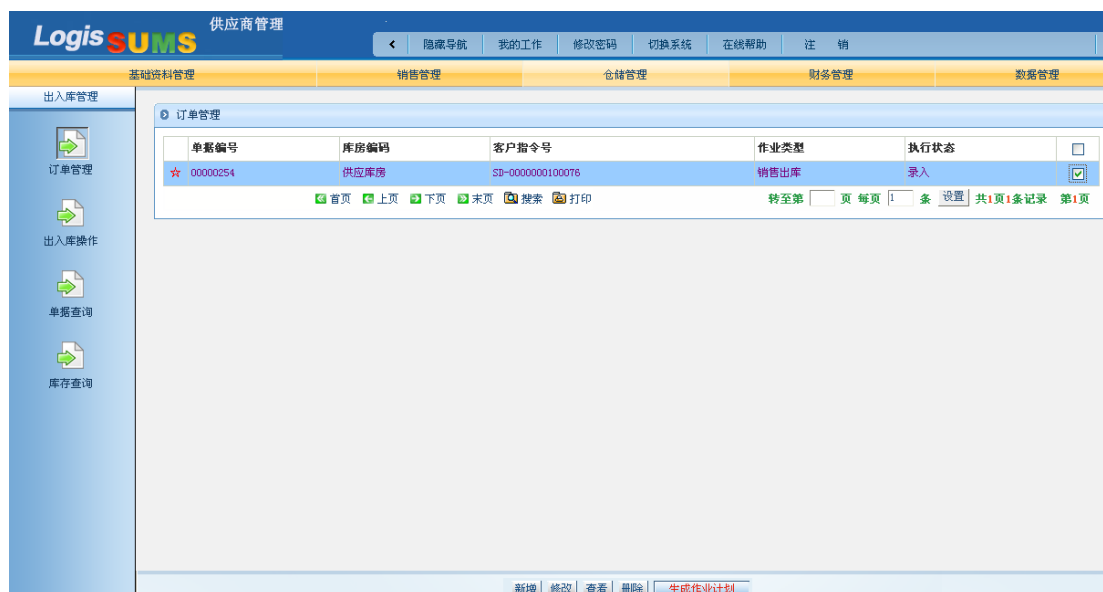 Logis SUMS 供应商管理
隐藏导航 我的工作 修改密码 切换系统 在线帮助 注 销
基础资料管理 销售管理 仓储管理 财务管理 数据管理
出入库管理
订单管理
单据编号 库房编码 客户指令号 作业类型 执行状态
订单管理
☆ 00000254 供应库房 SD-0000000100076 销售出库 录入
首页 上页 下页 末页 搜索 打印 转至第 页 每页 1 条 设置 共1页1条记录 第1页
出入库操作
单据查询
库存查询
新增 修改 查看 删除 生成作业计划